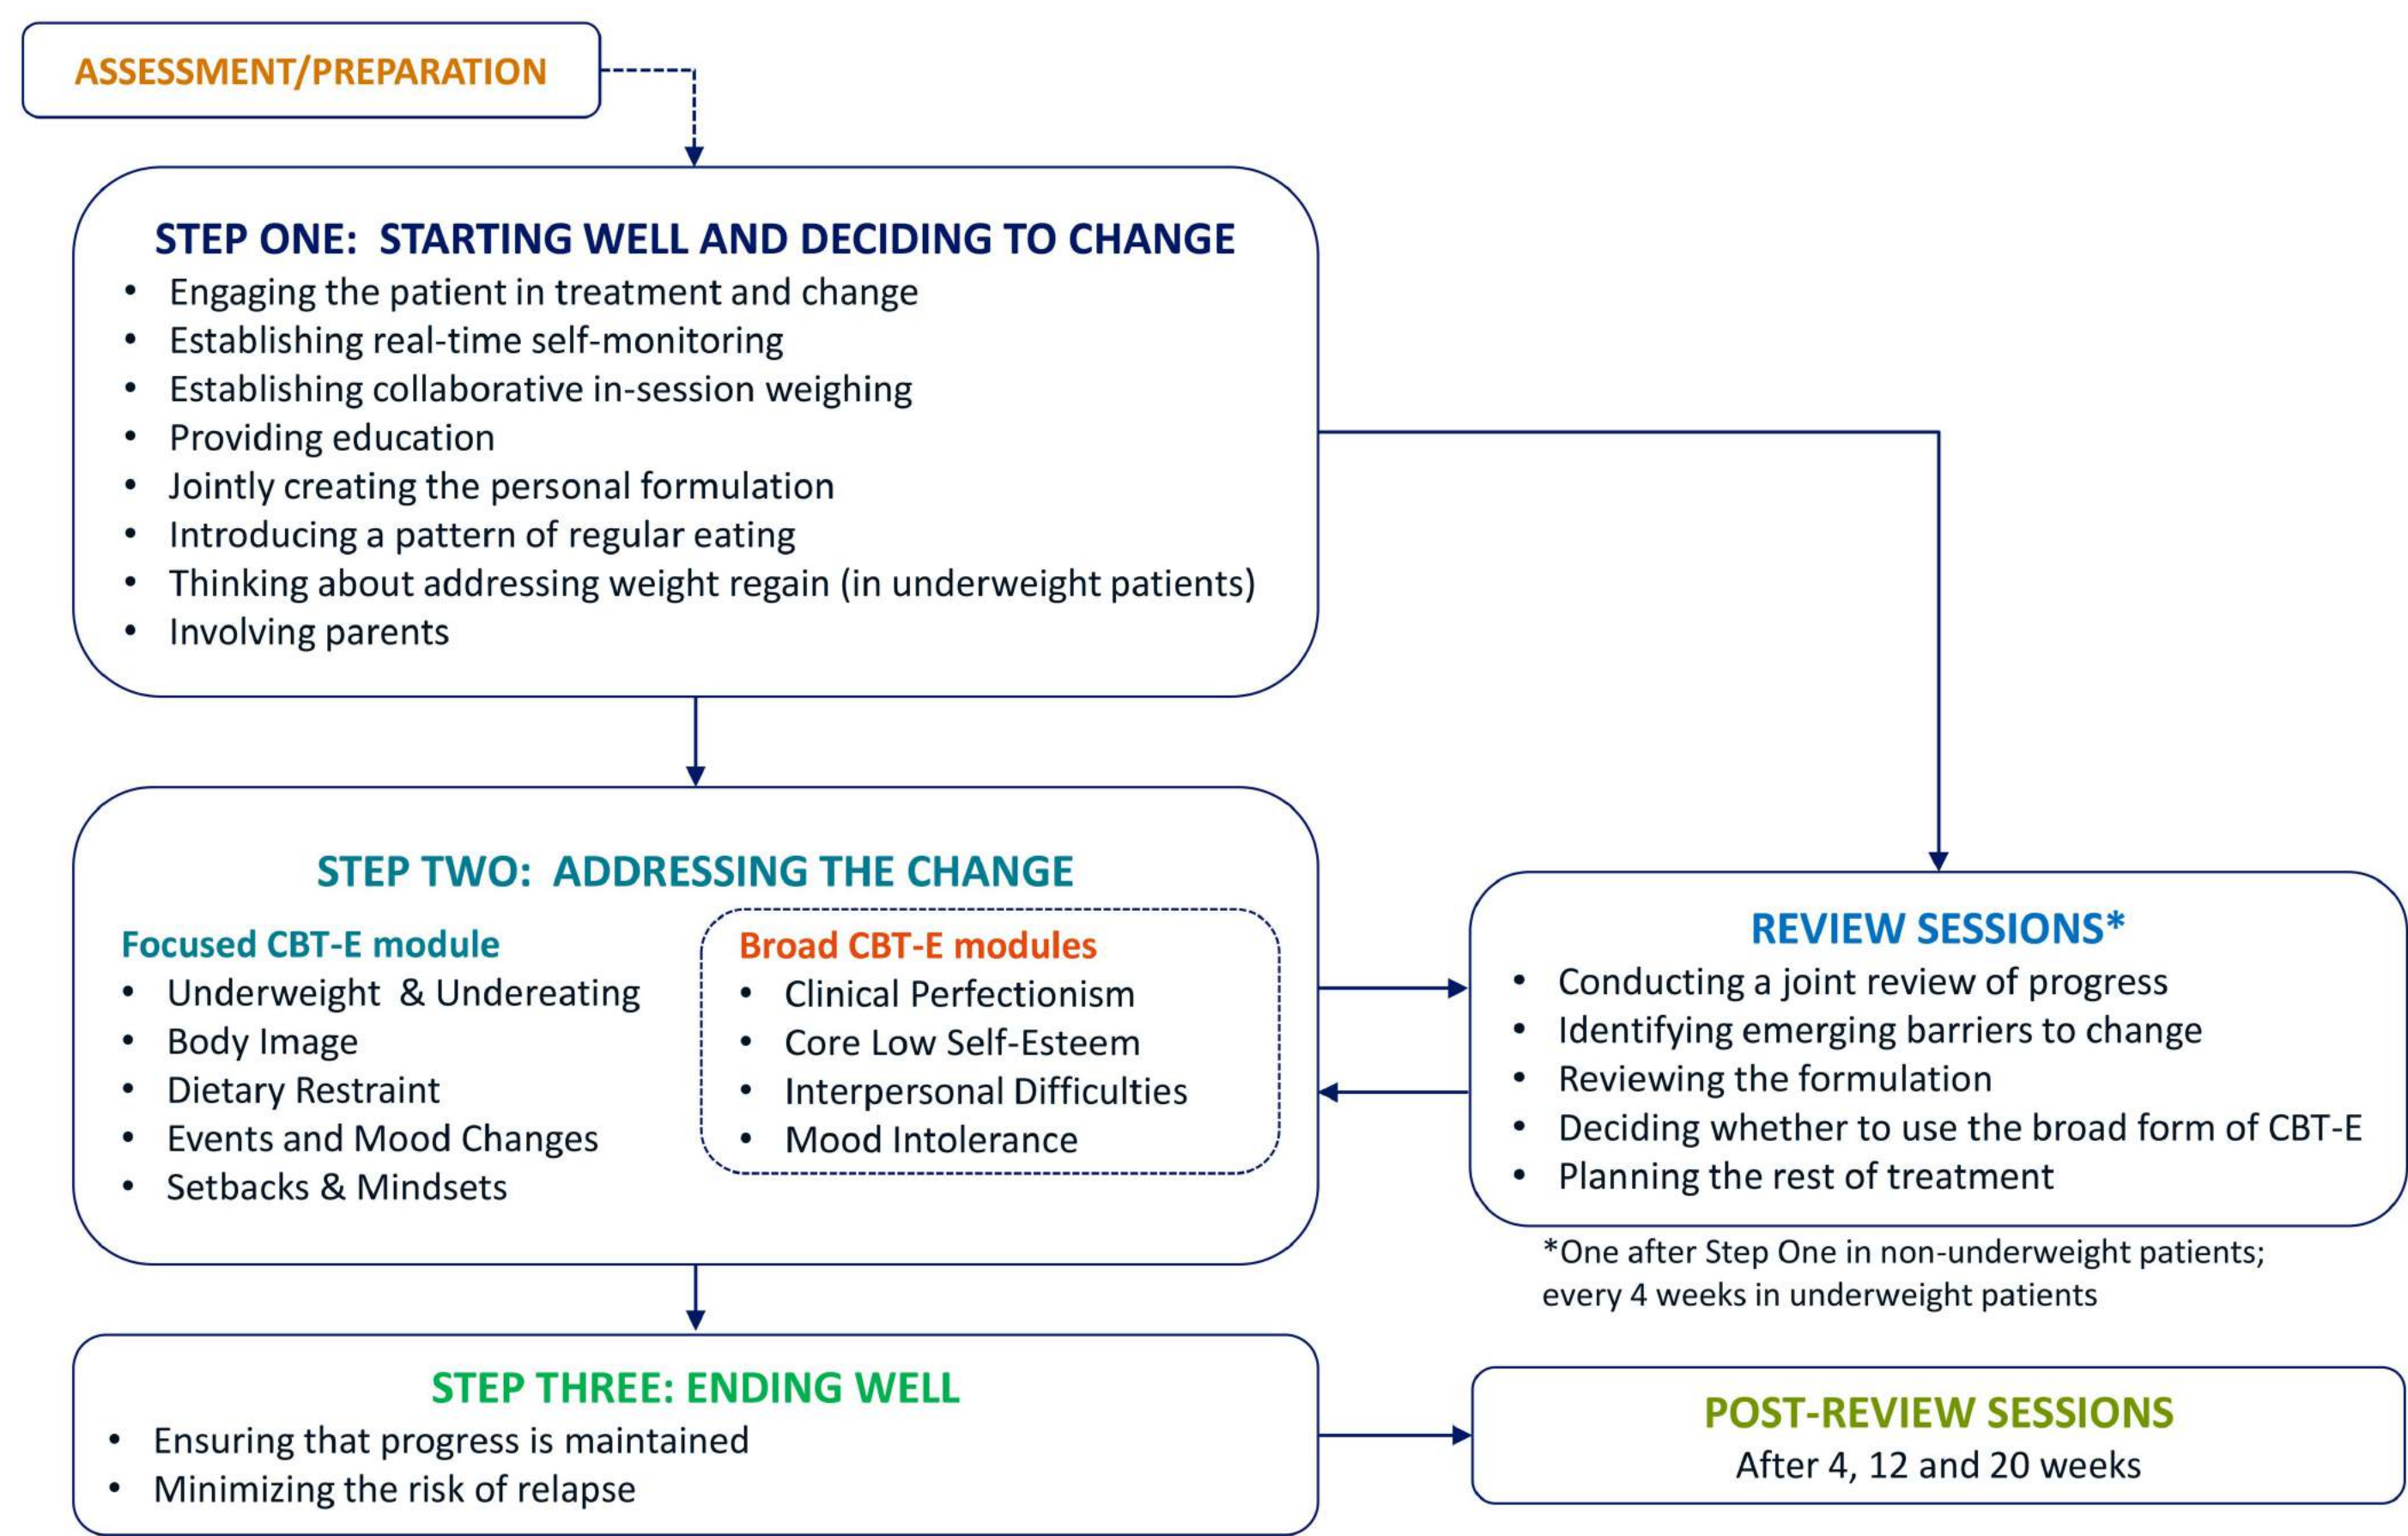 ASSESSMENT/PREPARATION
STEP ONE: STARTING WELL AND DECIDING TO CHANGE
• Engaging the patient in treatment and change
• Establishing real-time self-monitoring
• Establishing collaborative in-session weighing
• Providing education
• Jointly creating the personal formulation
• Introducing a pattern of regular eating
• Thinking about addressing weight regain (in underweight patients)
• Involving parents
STEP TWO: ADDRESSING THE CHANGE
Focused CBT-E module
• Underweight & Undereating
• Body Image
• Dietary Restraint
• Events and Mood Changes
• Setbacks & Mindsets
Broad CBT-E modules
• Clinical Perfectionism
• Core Low Self-Esteem
• Interpersonal Difficulties
• Mood Intolerance
REVIEW SESSIONS*
• Conducting a joint review of progress
• Identifying emerging barriers to change
• Reviewing the formulation
• Deciding whether to use the broad form of CBT-E
• Planning the rest of treatment
*One after Step One in non-underweight patients;
every 4 weeks in underweight patients
STEP THREE: ENDING WELL
• Ensuring that progress is maintained
• Minimizing the risk of relapse
POST-REVIEW SESSIONS
After 4, 12 and 20 weeks